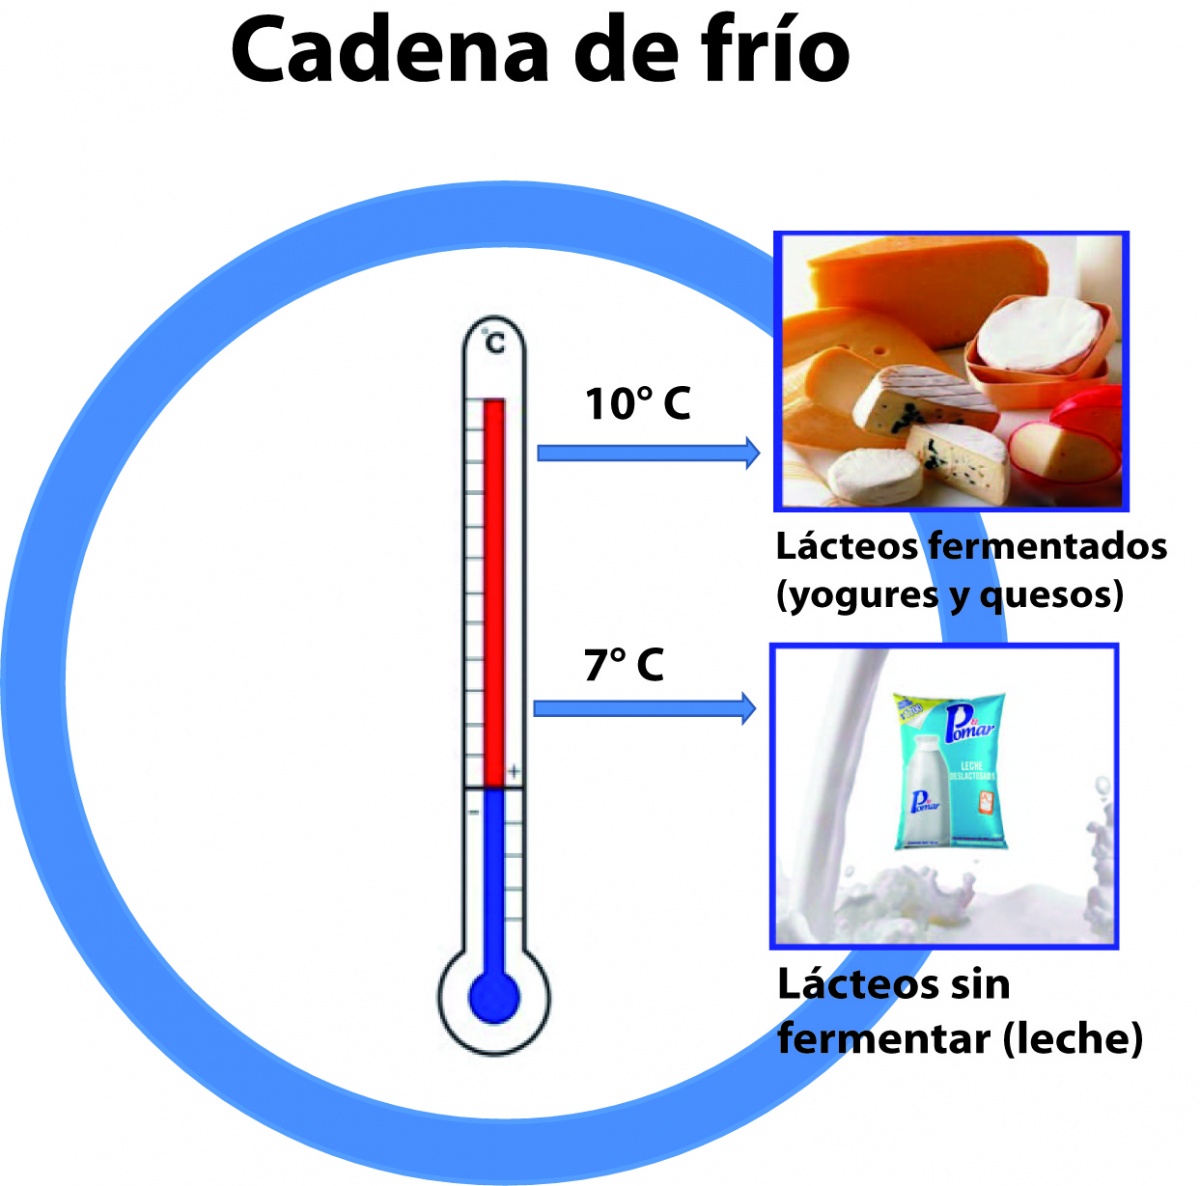 Cadena de frío
°C
10° C
Lácteos fermentados
(yogures y quesos)
7° C
+
-
Pomar
LECHE
DESLACTOSADA
Pomar
Lácteos sin
fermentar (leche)